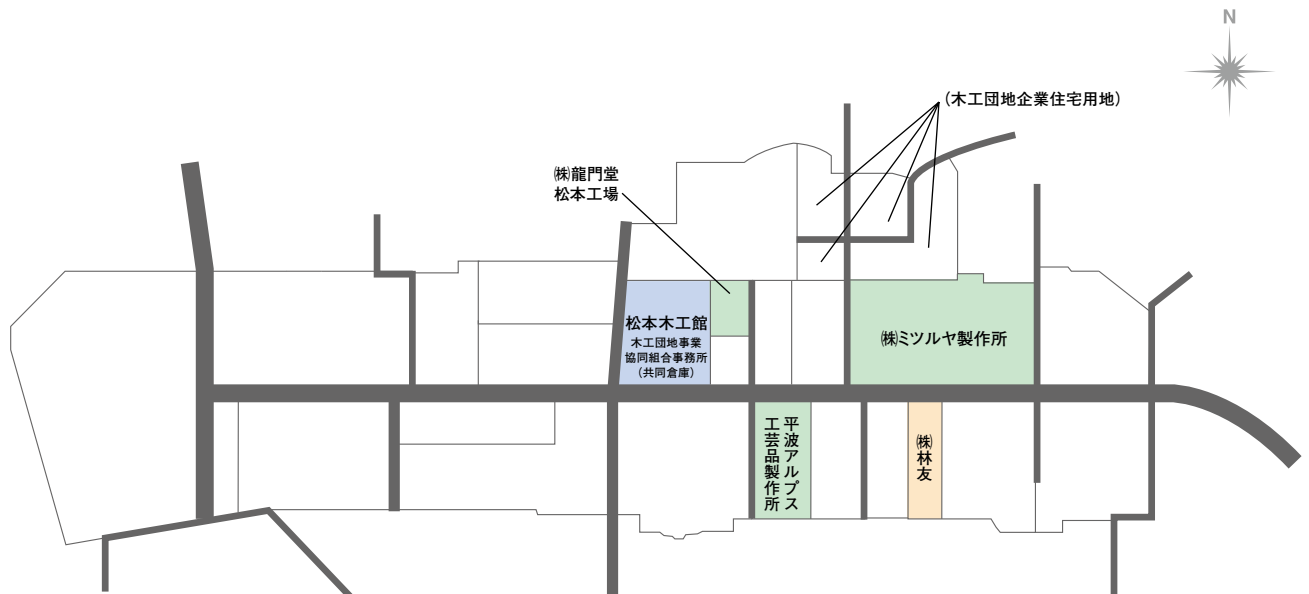 N
(木工団地企業住宅用地)
㈱龍門堂
松本工場
松本木工館
木工団地事業
協同組合事務所
(共同倉庫)
㈱ミツルヤ製作所
平波アルプス
工芸品製作所
㈱林友